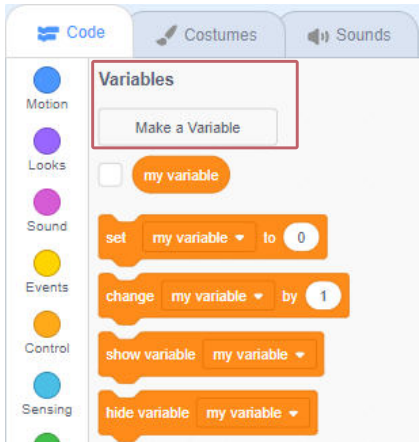 Code
Costumes
Sounds
Motion
Looks
Sound
Events
Control
Sensing
Variables
Make a Variable
my variable
set my variable to 0
change my variable by 1
show variable my variable
hide variable my variable